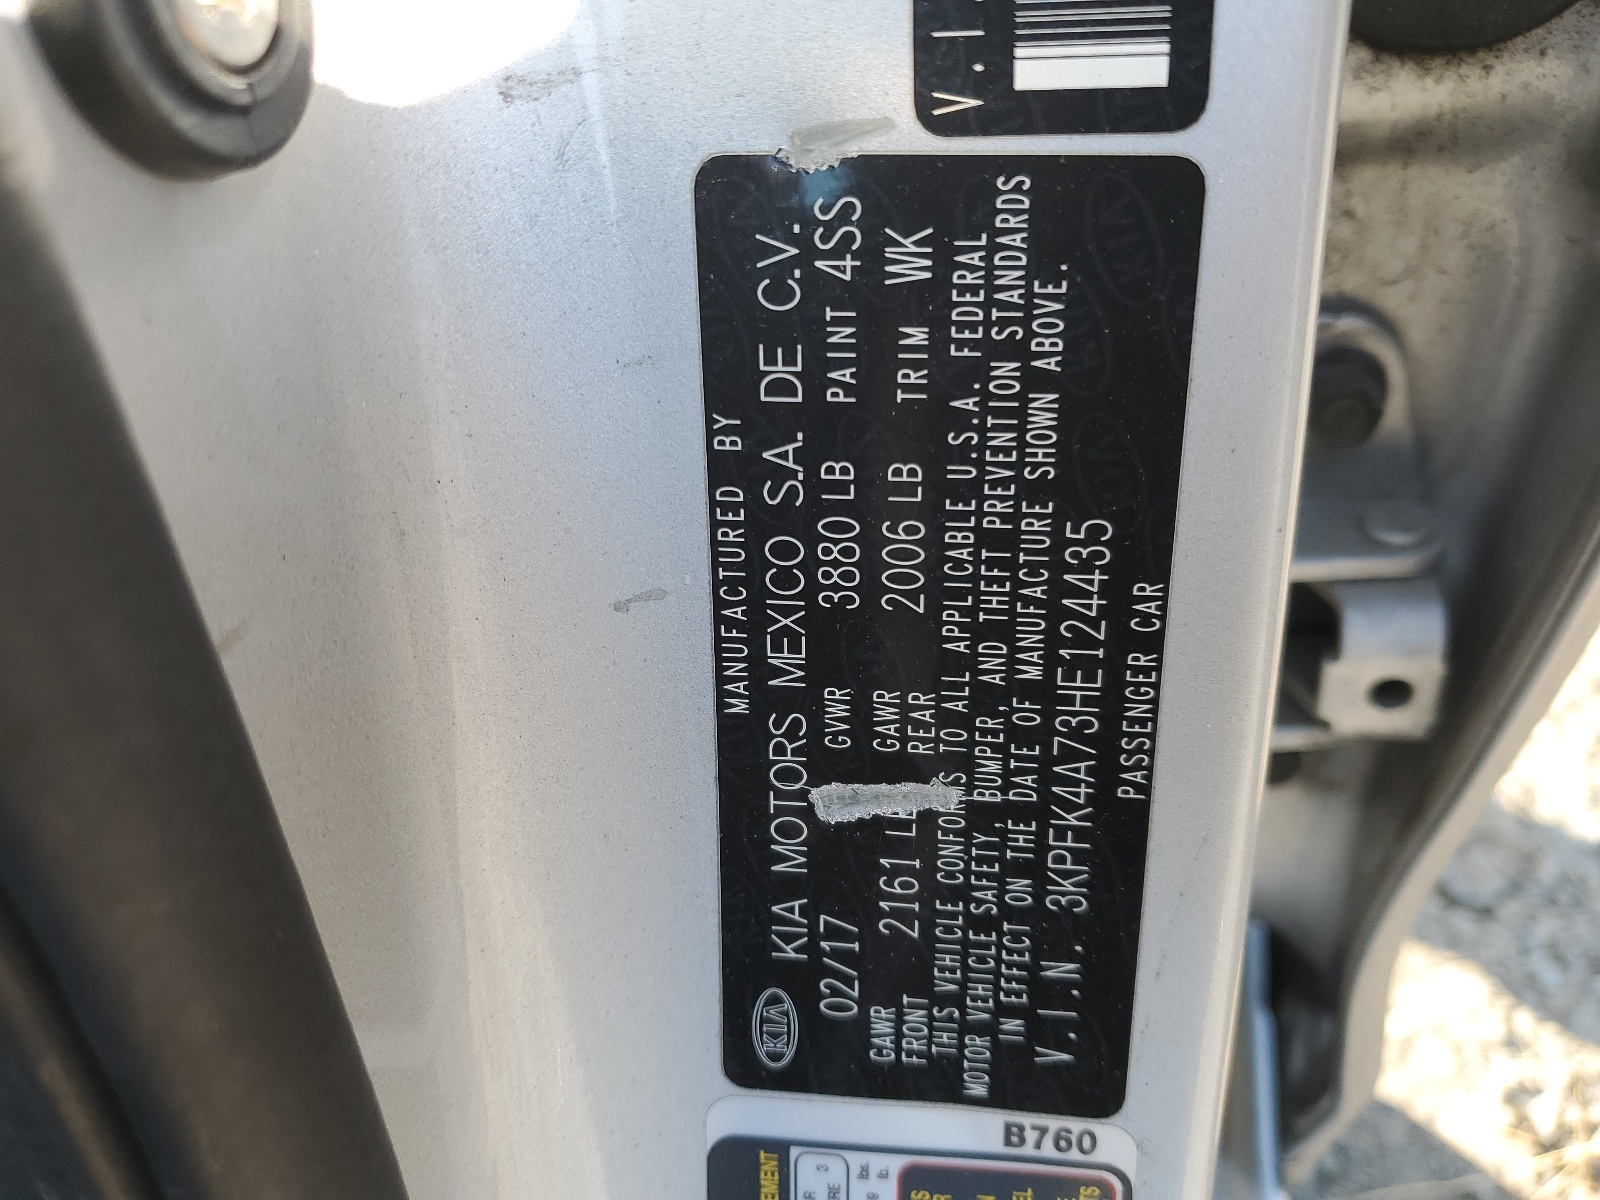 V.I.
MANUFACTURED BY
KIA KIA MOTORS MEXICO S.A. DE C.V.
02/17 GVWR 3880 LB PAINT 4SS
GAWR FRONT 2161 GAWR REAR 2006 LB TRIM WK
THIS VEHICLE CONFORMS TO ALL APPLICABLE U.S.A. FEDERAL
MOTOR VEHICLE SAFETY, BUMPER, AND THEFT PREVENTION STANDARDS
IN EFFECT ON THE DATE OF MANUFACTURE SHOWN ABOVE.
V.I.N. 3KPFK4A73HE124435
PASSENGER CAR
B760